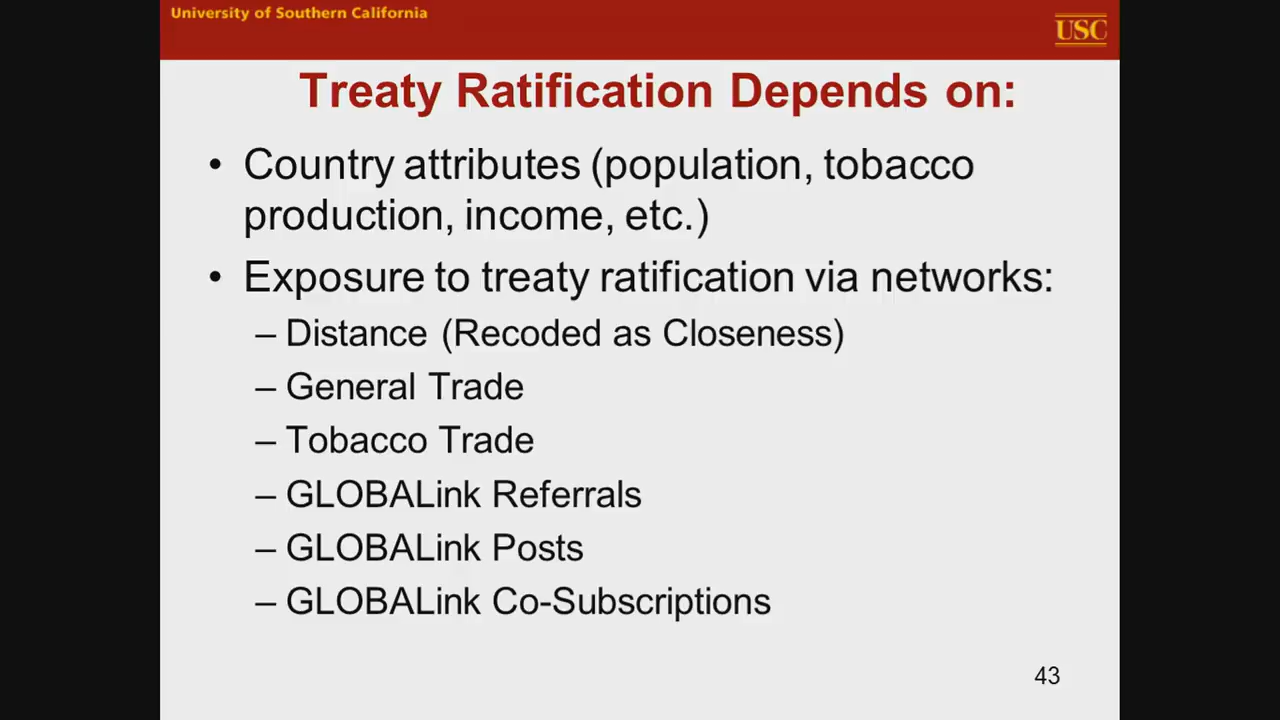 University of Southern California
USC
Treaty Ratification Depends on:
• Country attributes (population, tobacco
production, income, etc.)
• Exposure to treaty ratification via networks:
– Distance (Recoded as Closeness)
– General Trade
– Tobacco Trade
– GLOBALink Referrals
– GLOBALink Posts
– GLOBALink Co-Subscriptions
43